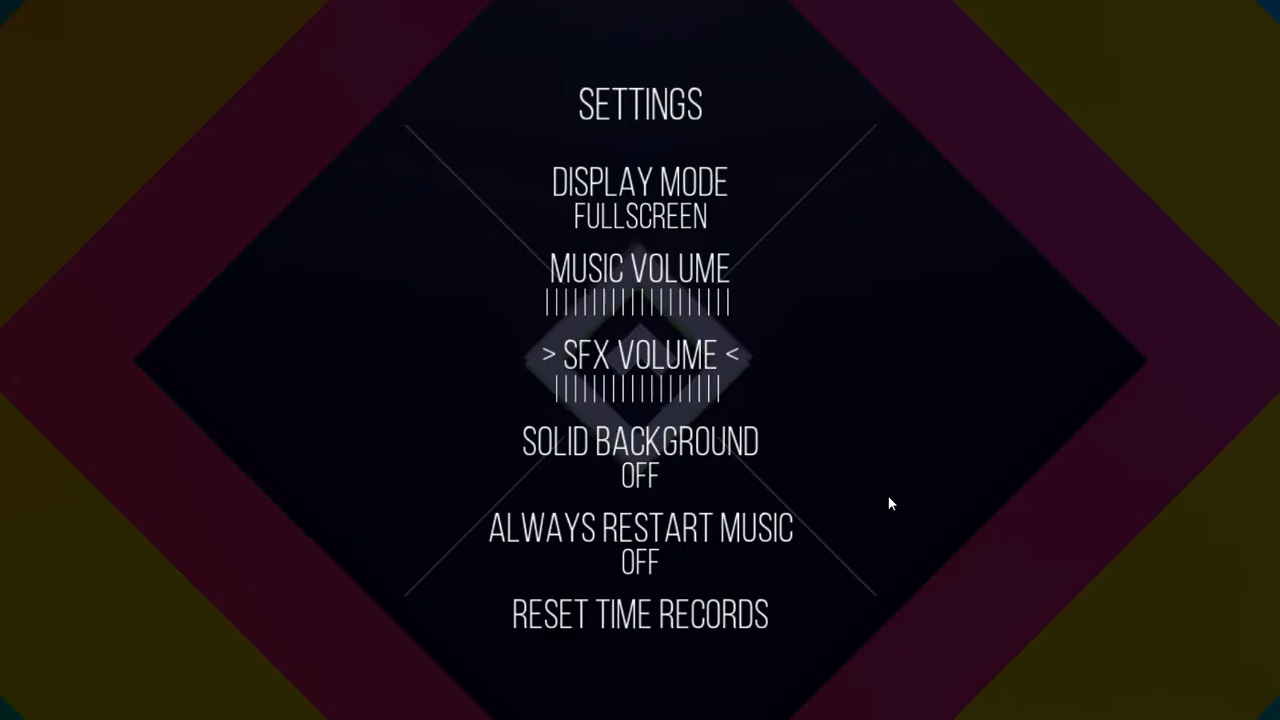 SETTINGS
DISPLAY MODE
FULLSCREEN
MUSIC VOLUME
||||||||||||||||||||
> SFX VOLUME <
||||||||||||||||||
SOLID BACKGROUND
OFF
ALWAYS RESTART MUSIC
OFF
RESET TIME RECORDS